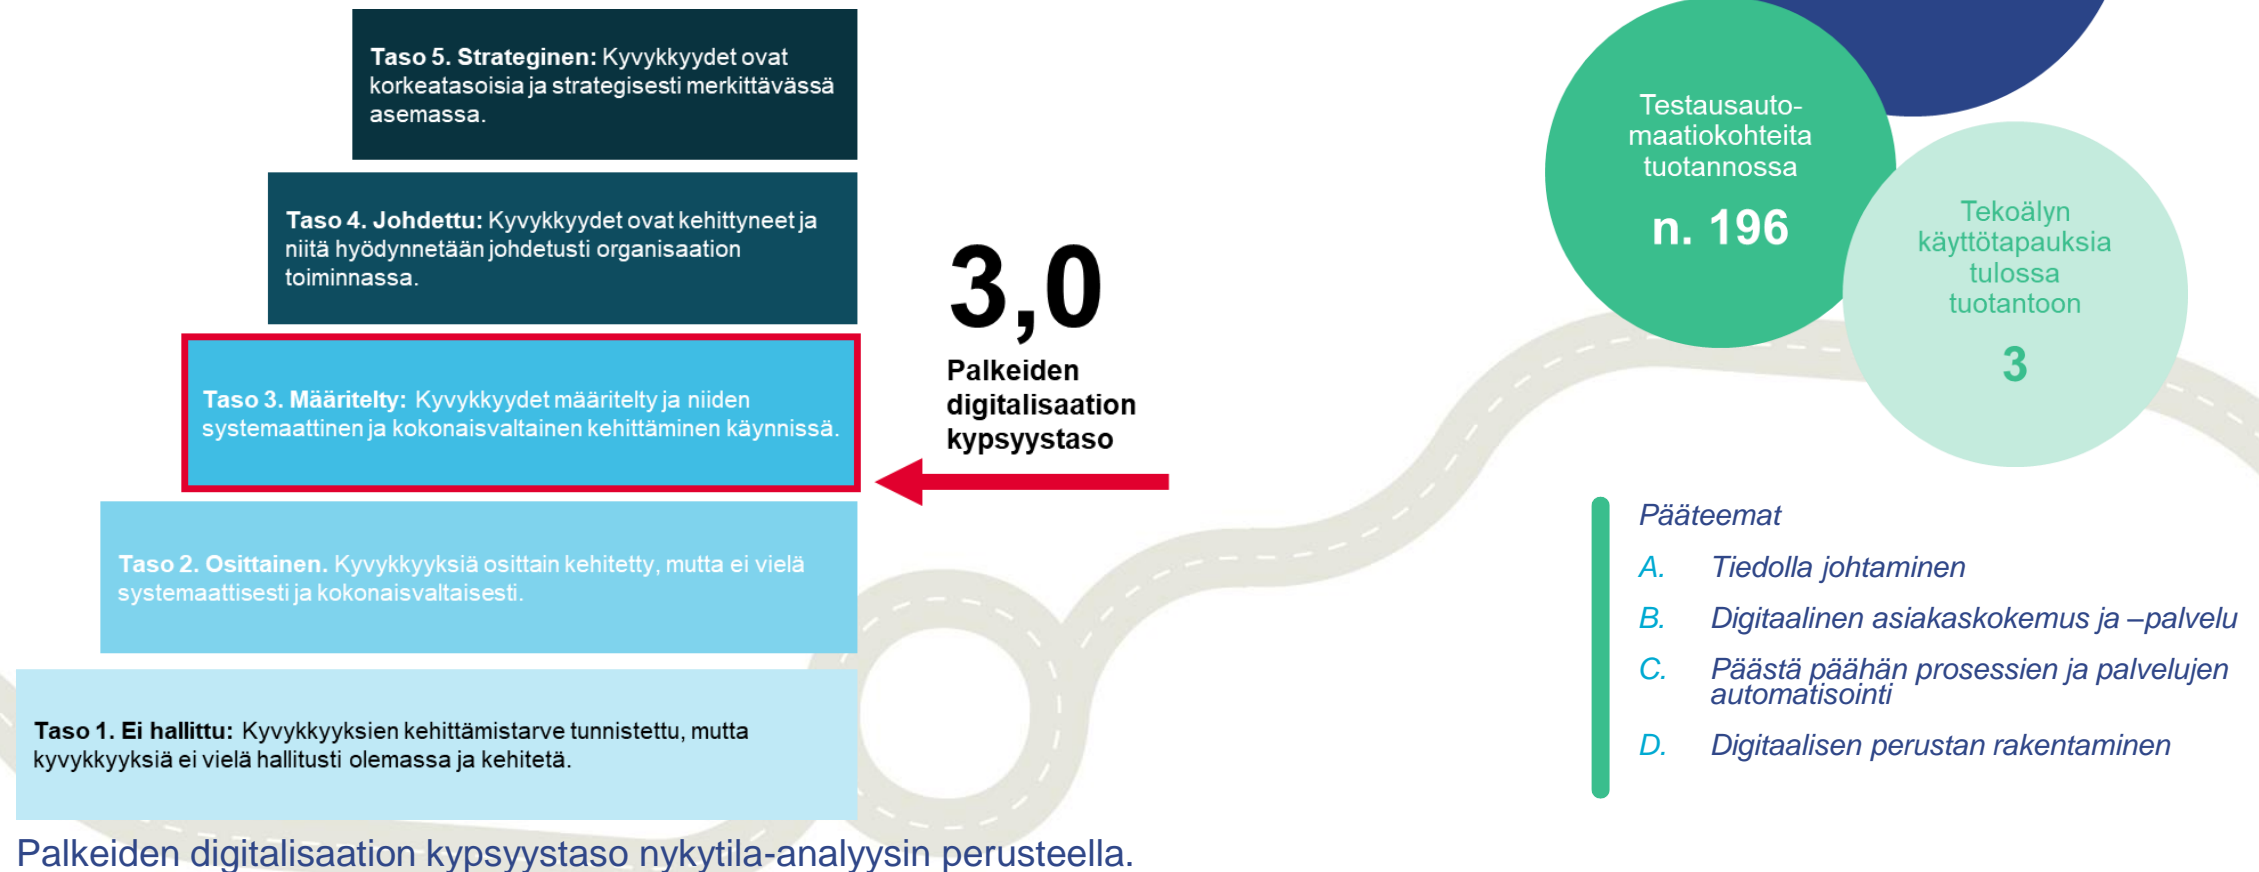 Taso 5. Strateginen: Kyvykkyydet ovat
korkeatasoisia ja strategisesti merkittävässä
asemassa.
Taso 4. Johdettu: Kyvykkyydet ovat kehittyneet ja
niitä hyödynnetään johdetusti organisaation
toiminnassa.
Taso 3. Määritelty: Kyvykkyydet määritelty ja niiden
systemaattinen ja kokonaisvaltainen kehittäminen käynnissä.
Taso 2. Osittainen. Kyvykkyyksiä osittain kehitetty, mutta ei vielä
systemaattisesti ja kokonaisvaltaisesti.
Taso 1. Ei hallittu: Kyvykkyyksien kehittämistarve tunnistettu, mutta
kyvykkyyksiä ei vielä hallitusti olemassa ja kehitetä.
3,0
Palkeiden
digitalisaation
kypsyystaso
Palkeiden digitalisaation kypsyystaso nykytila-analyysin perusteella.
Testausauto-
maatiokohteita
tuotannossa
n. 196
Tekoälyn
käyttötapauksia
tulossa
tuotantoon
3
Pääteemat
A. Tiedolla johtaminen
B. Digitaalinen asiakaskokemus ja –palvelu
C. Päästä päähän prosessien ja palvelujen
automatisointi
D. Digitaalisen perustan rakentaminen